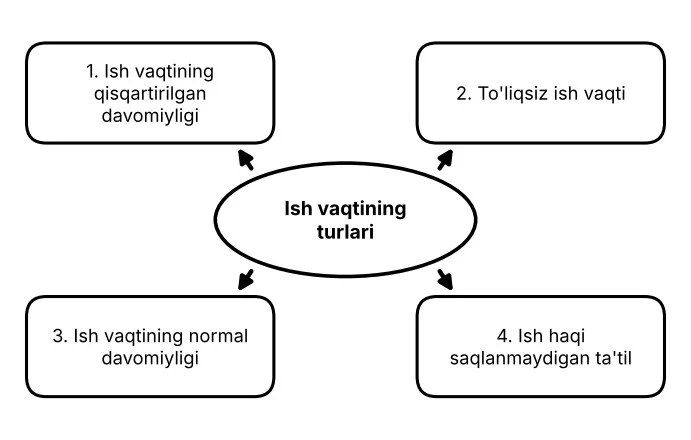 1. Ish vaqtining
qisqartirilgan
davomiyligi
2. To'liqsiz ish vaqti
Ish vaqtining
turlari
3. Ish vaqtining normal
davomiyligi
4. Ish haqi
saqlanmaydigan ta'til